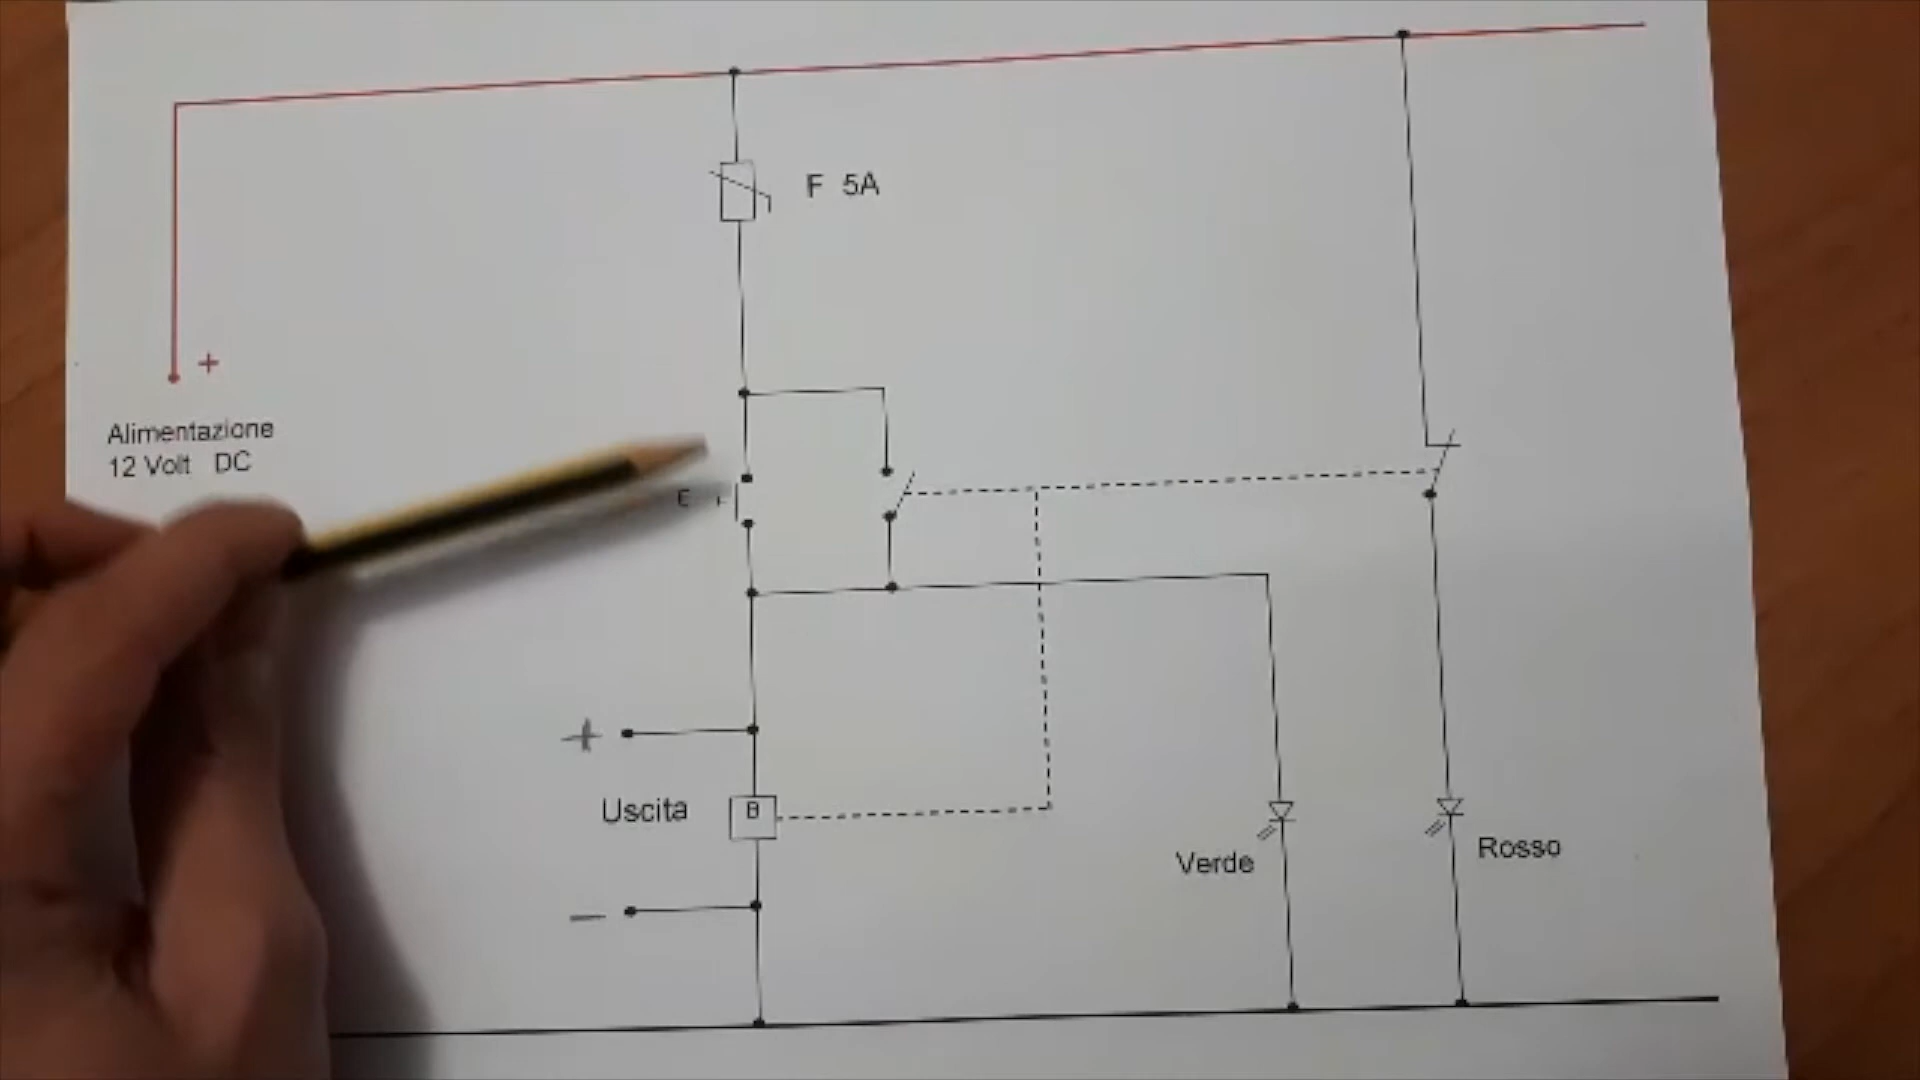 F 5A
+
Alimentazione
12 Volt DC
E
+
Uscita
B
Verde
Rosso
−